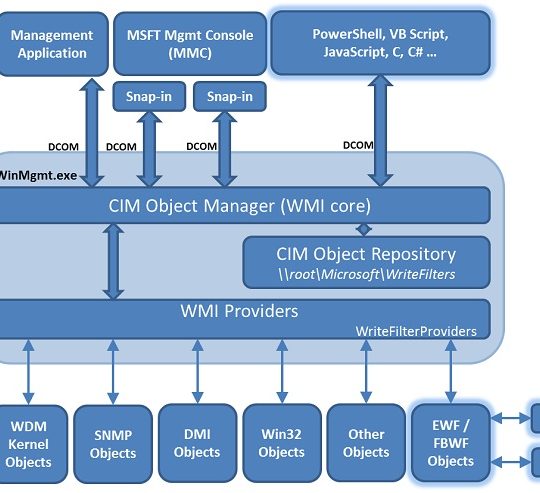 Management
Application
MSFT Mgmt Console
(MMC)
PowerShell, VB Script,
JavaScript, C, C# ...
Snap-in
Snap-in
DCOM
DCOM
DCOM
DCOM
WinMgmt.exe
CIM Object Manager (WMI core)
CIM Object Repository
\\root\Microsoft\WriteFilters
WMI Providers
WriteFilterProviders
WDM
Kernel
Objects
SNMP
Objects
DMI
Objects
Win32
Objects
Other
Objects
EWF /
FBWF
Objects